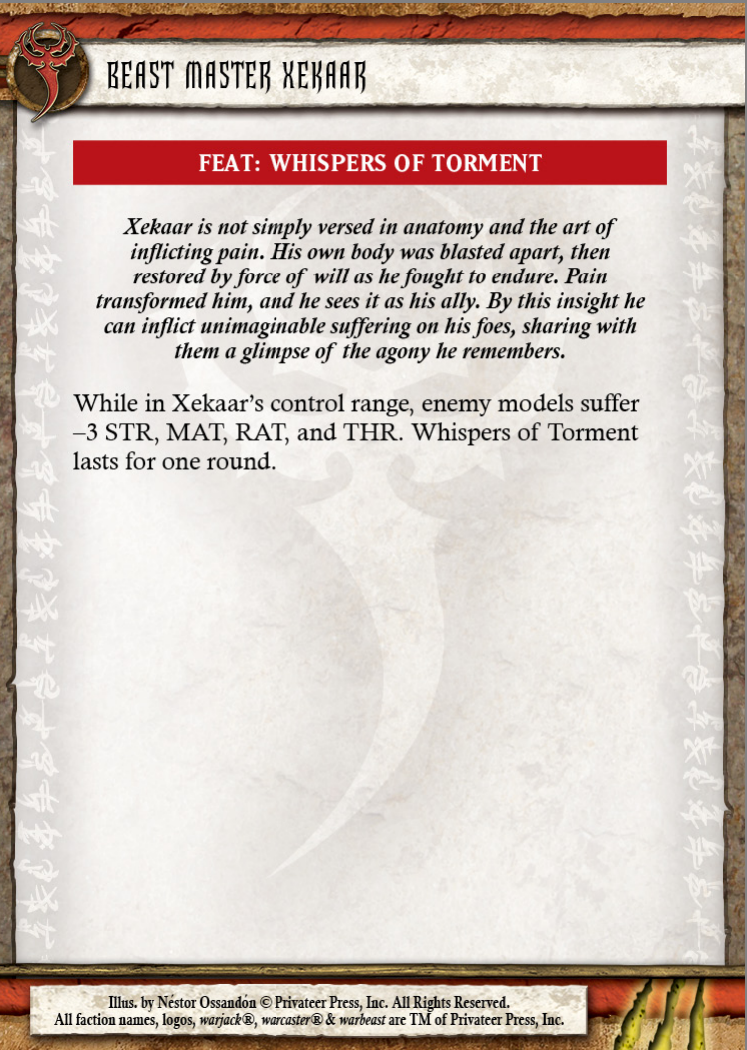 BEAST MASTER XEKAAR
FEAT: WHISPERS OF TORMENT
Xekaar is not simply versed in anatomy and the art of
inflicting pain. His own body was blasted apart, then
restored by force of will as he fought to endure. Pain
transformed him, and he sees it as his ally. By this insight he
can inflict unimaginable suffering on his foes, sharing with
them a glimpse of the agony he remembers.
While in Xekaar’s control range, enemy models suffer
–3 STR, MAT, RAT, and THR. Whispers of Torment
lasts for one round.
Illus. by Néstor Ossandón © Privateer Press, Inc. All Rights Reserved.
All faction names, logos, warjack®, warcaster® & warbeast are TM of Privateer Press, Inc.